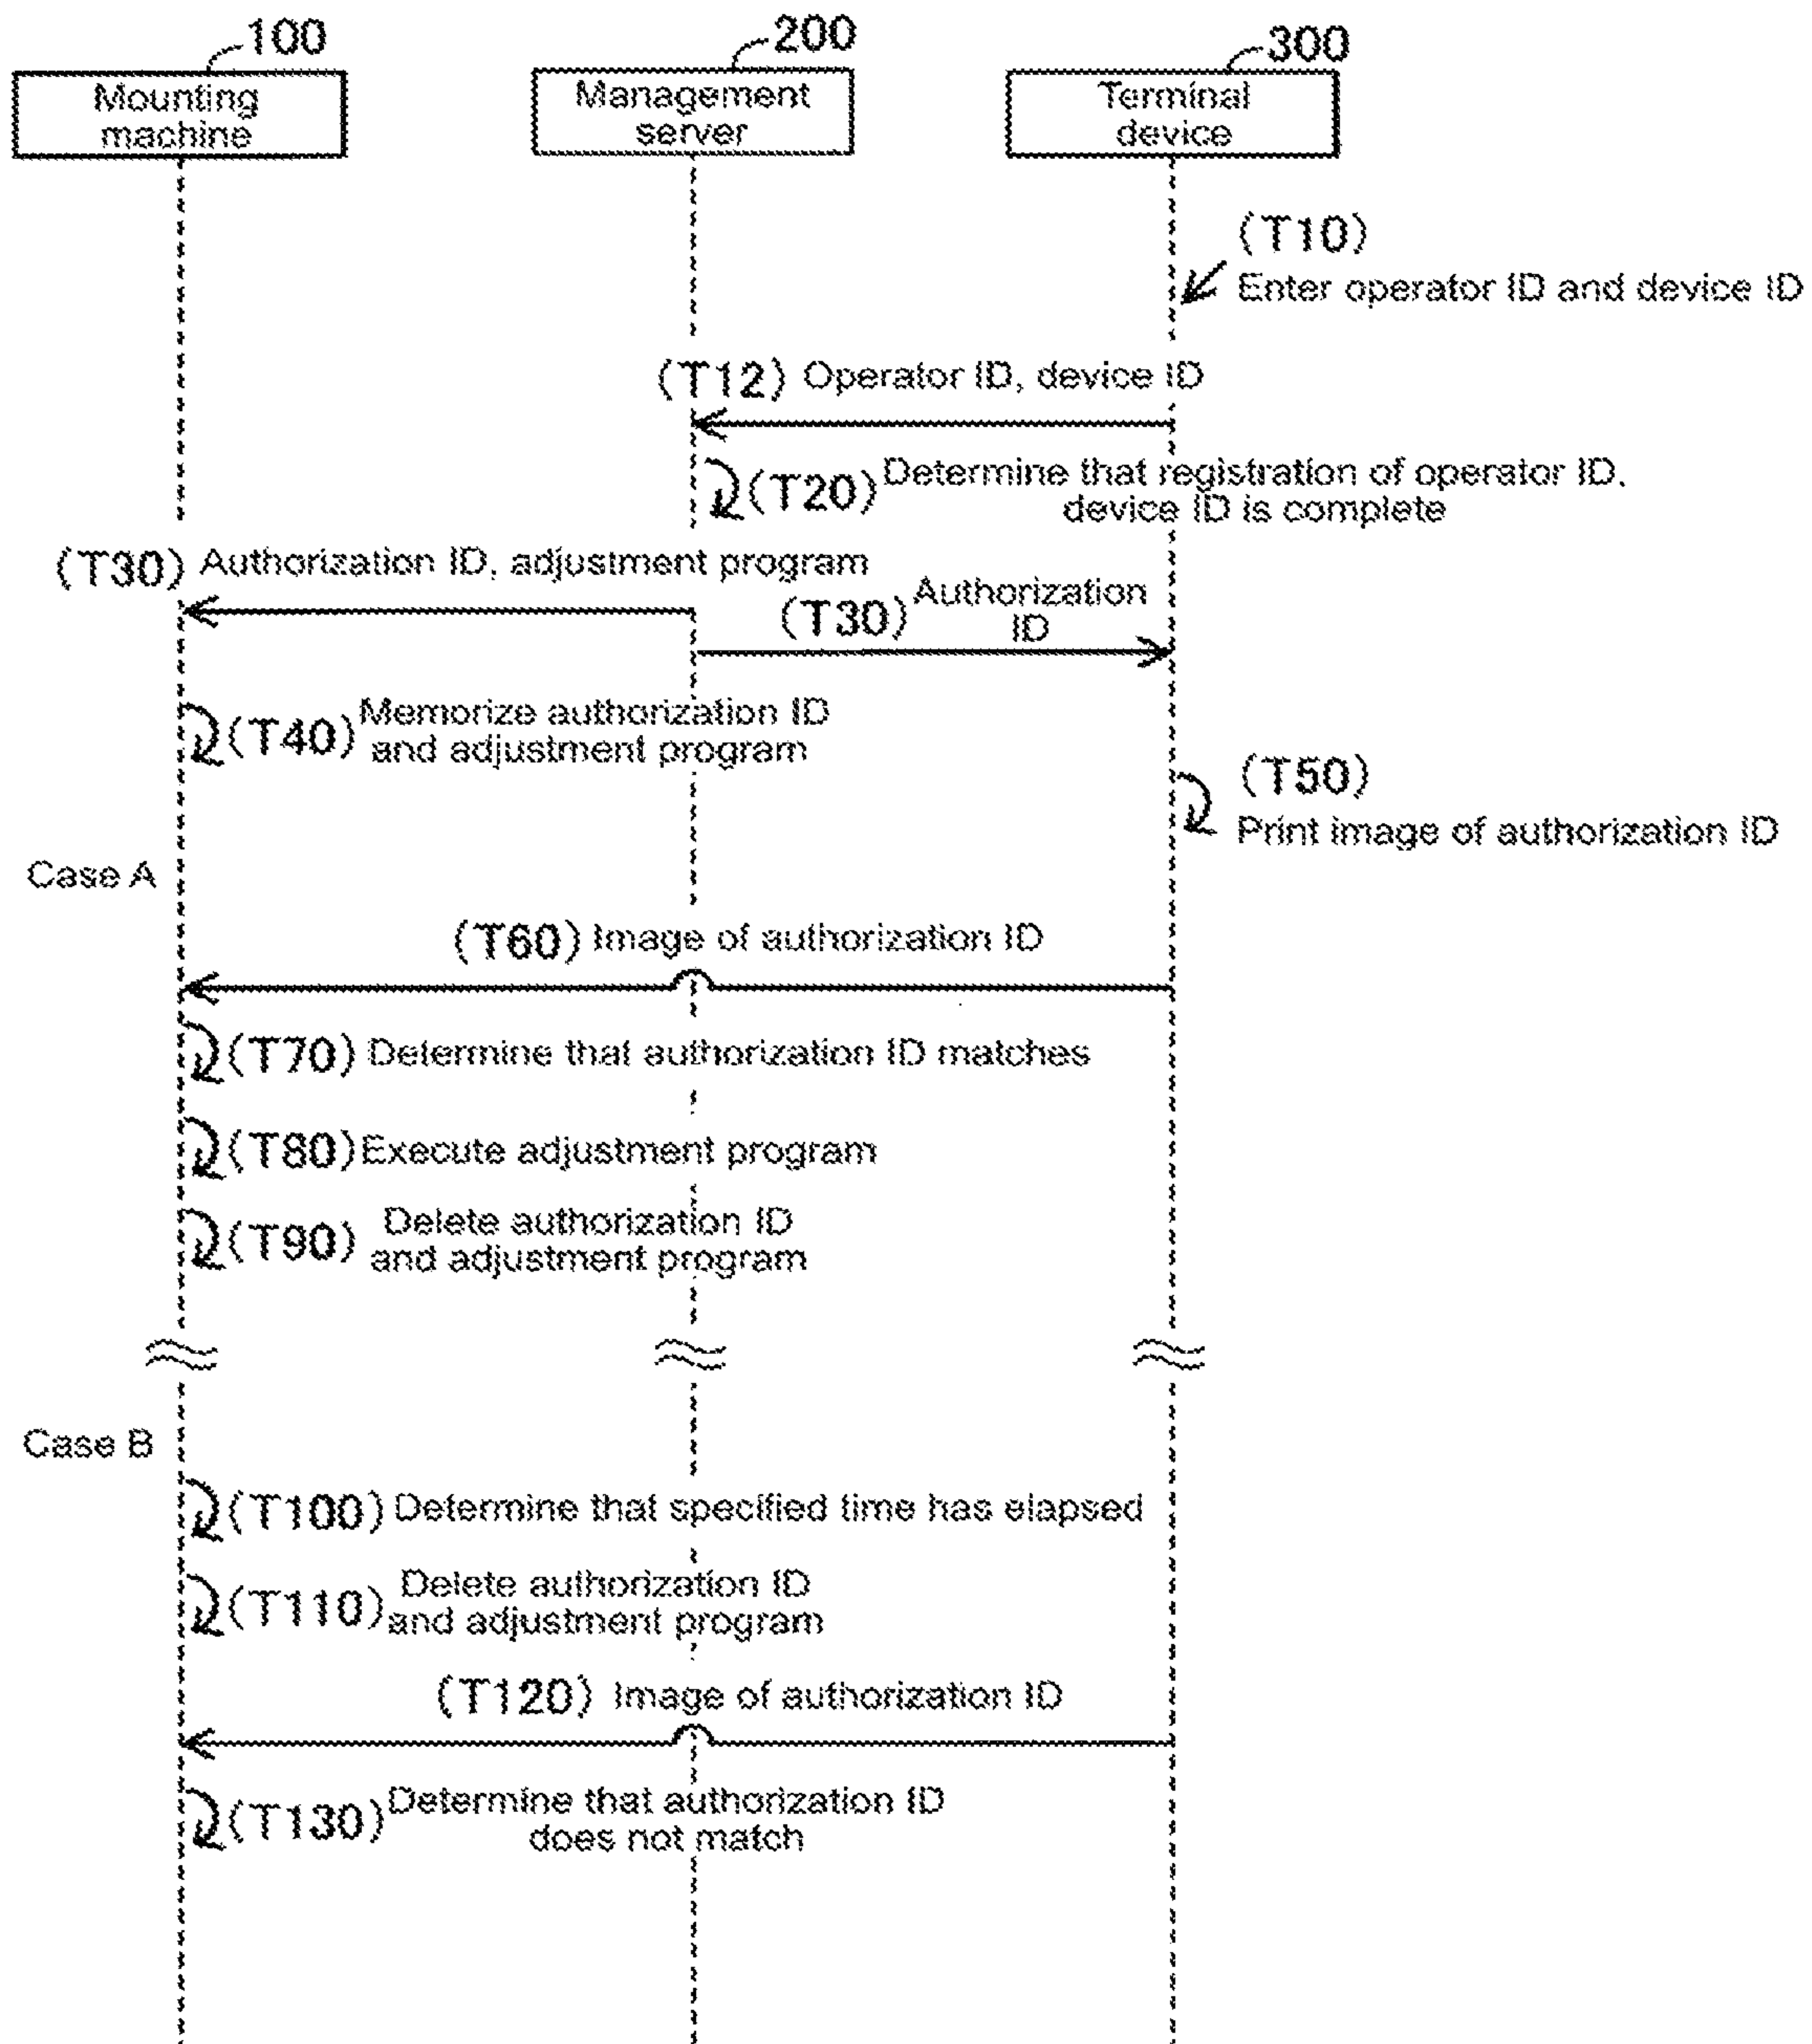 100
200
300
Mounting
machine
Management
server
Terminal
device
(T10)
Enter operator ID and device ID
(T12) Operator ID, device ID
(T20) Determine that registration of operator ID,
device ID is complete
(T30) Authorization ID, adjustment program
(T30) Authorization
ID
(T40) Memorize authorization ID
and adjustment program
(T50)
Print image of authorization ID
Case A
(T60) Image of authorization ID
(T70) Determine that authorization ID matches
(T80) Execute adjustment program
(T90) Delete authorization ID
and adjustment program
Case B
(T100) Determine that specified time has elapsed
(T110) Delete authorization ID
and adjustment program
(T120) Image of authorization ID
(T130) Determine that authorization ID
does not match